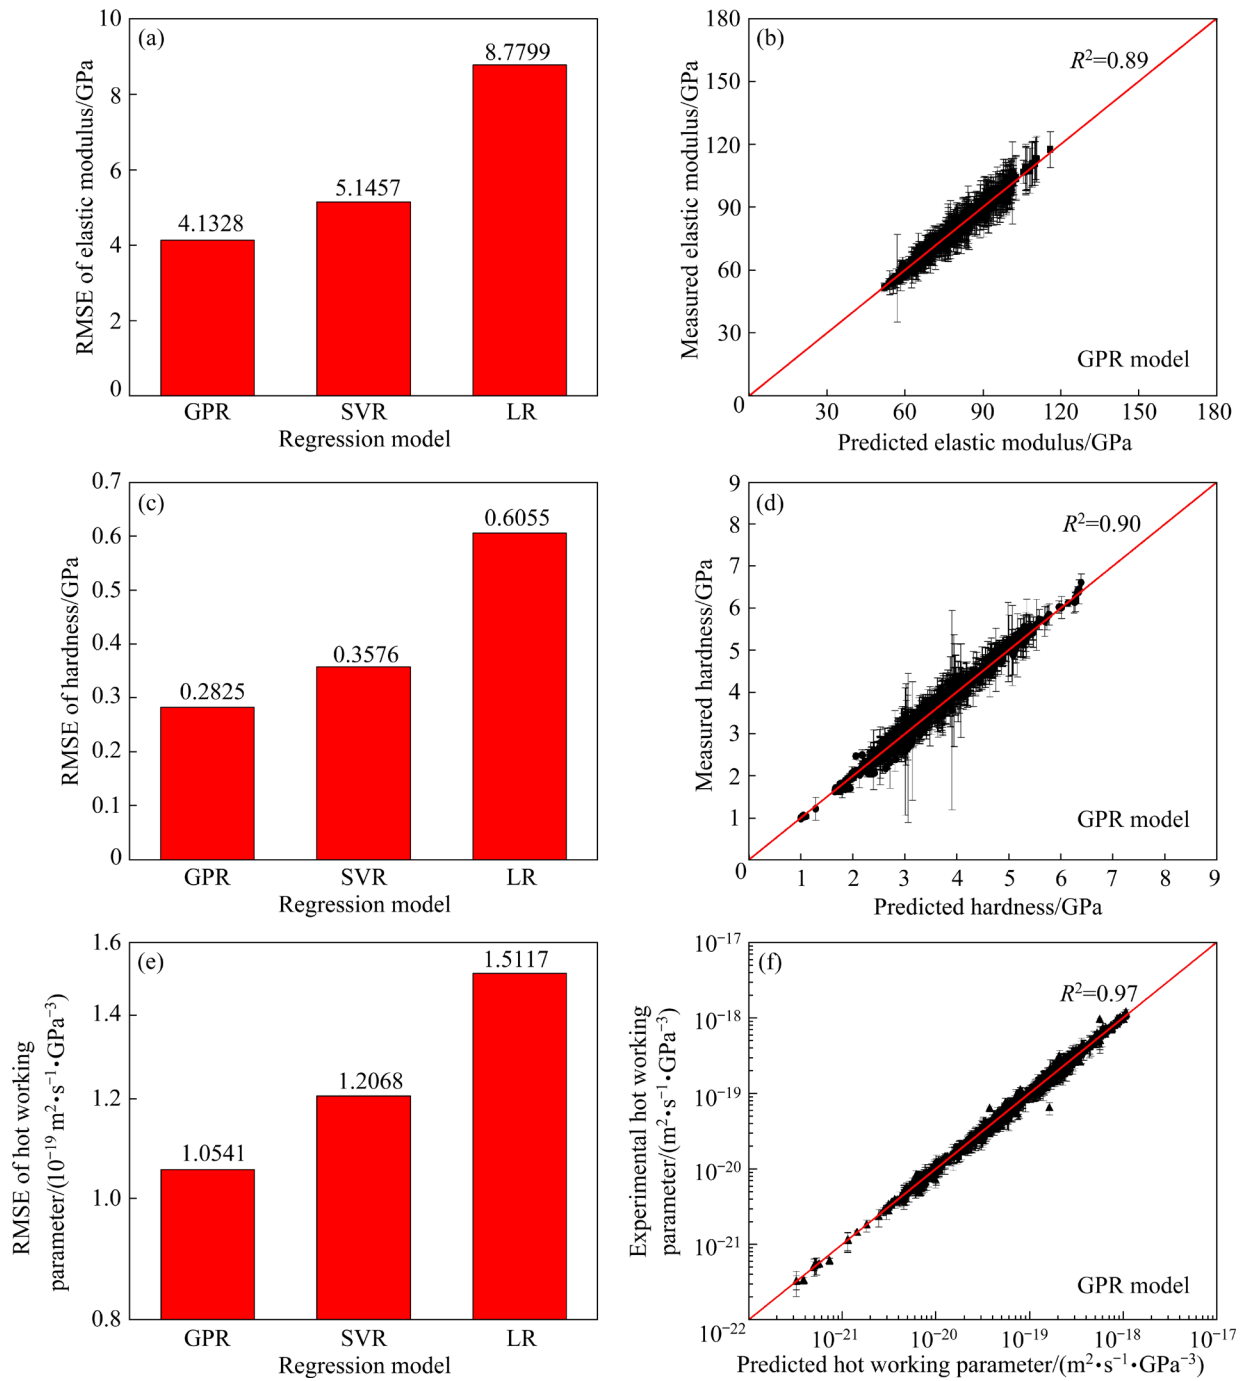 (a)
RMSE of elastic modulus/GPa
10
8
6
4
2
0
4.1328
5.1457
8.7799
GPR SVR LR
Regression model
(b)
Measured elastic modulus/GPa
180
150
120
90
60
30
0
R²=0.89
GPR model
30 60 90 120 150 180
Predicted elastic modulus/GPa
(c)
RMSE of hardness/GPa
0.7
0.6
0.5
0.4
0.3
0.2
0.1
0
0.2825
0.3576
0.6055
GPR SVR LR
Regression model
(d)
Measured hardness/GPa
9
8
7
6
5
4
3
2
1
0
R²=0.90
GPR model
1 2 3 4 5 6 7 8 9
Predicted hardness/GPa
(e)
RMSE of hot working
parameter/(10⁻¹⁹ m²•s⁻¹•GPa⁻³)
1.6
1.4
1.2
1.0
0.8
1.0541
1.2068
1.5117
GPR SVR LR
Regression model
(f)
Experimental hot working
parameter/(m²•s⁻¹•GPa⁻³)
10⁻¹⁷
10⁻¹⁸
10⁻¹⁹
10⁻²⁰
10⁻²¹
10⁻²²
R²=0.97
GPR model
10⁻²¹ 10⁻²⁰ 10⁻¹⁹ 10⁻¹⁸ 10⁻¹⁷
Predicted hot working parameter/(m²•s⁻¹•GPa⁻³)